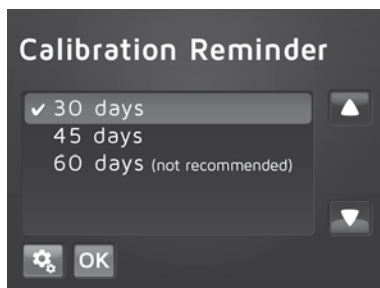 Calibration Reminder
30 days
45 days
60 days (not recommended)
OK